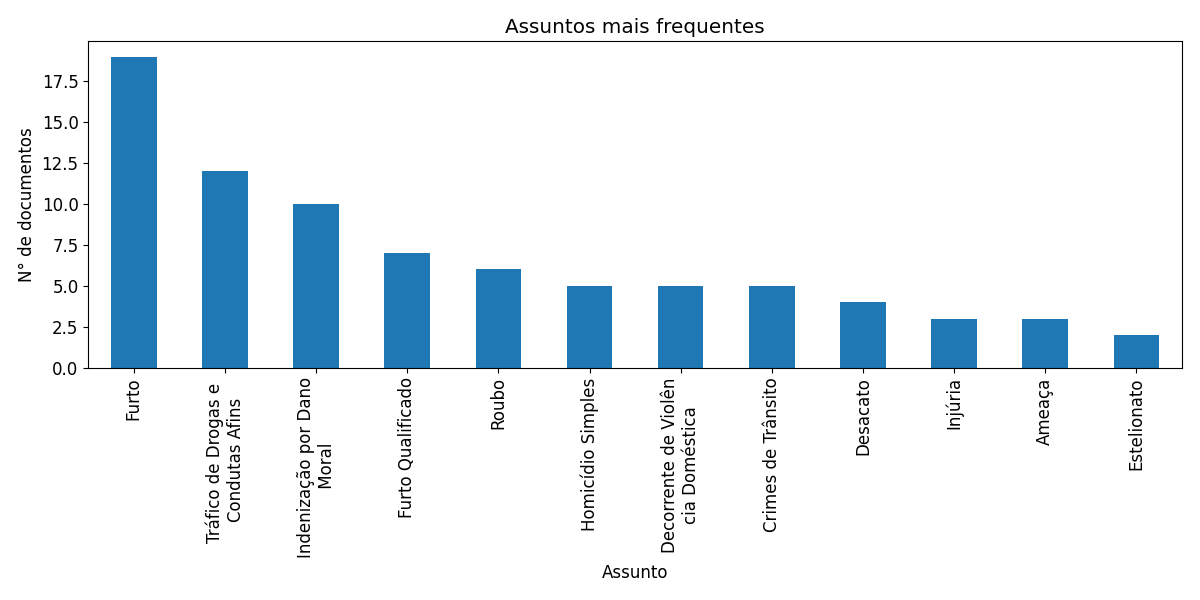 Assuntos mais frequentes
N° de documentos
17.5
15.0
12.5
10.0
7.5
5.0
2.5
0.0
Furto
Tráfico de Drogas e
Condutas Afins
Indenização por Dano
Moral
Furto Qualificado
Roubo
Homicídio Simples
Decorrente de Violên
cia Doméstica
Crimes de Trânsito
Desacato
Injúria
Ameaça
Estelionato
Assunto